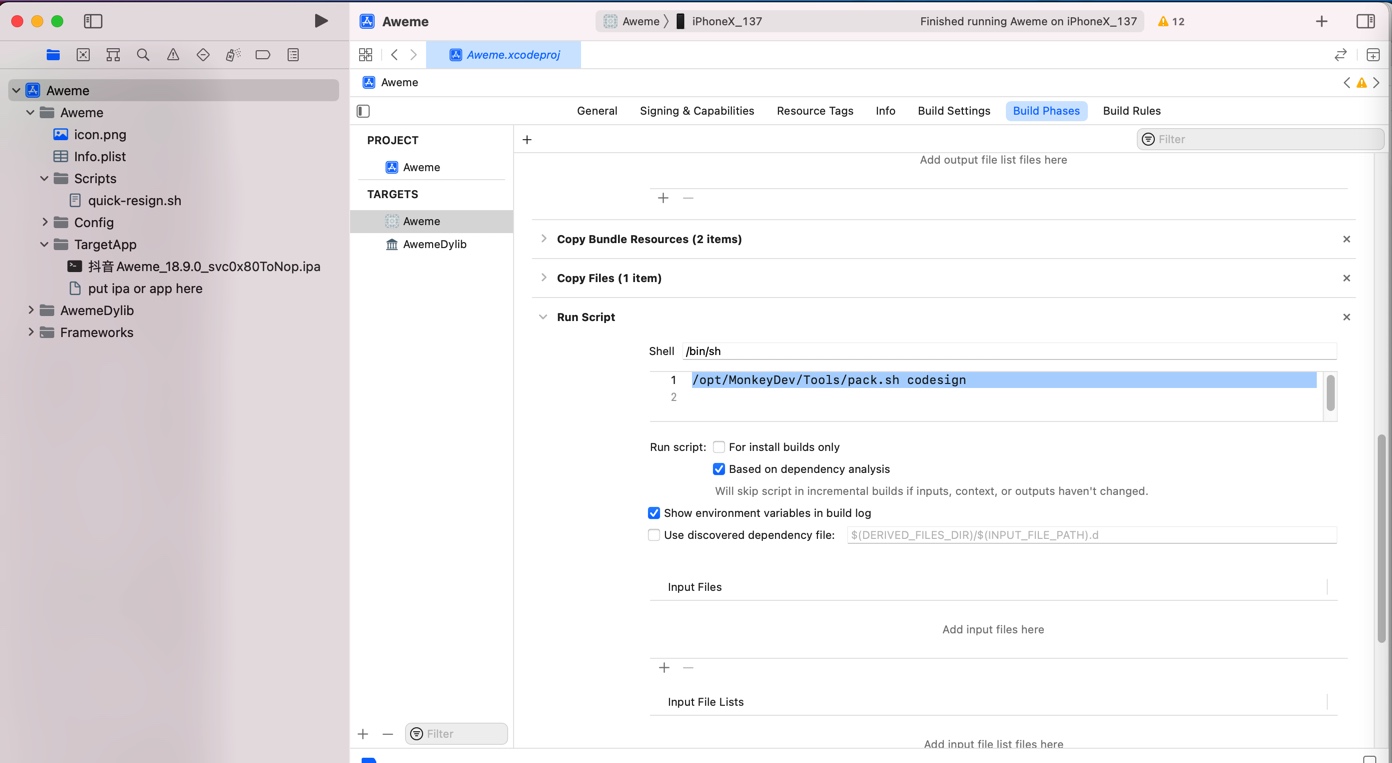 Aweme
Aweme
iPhoneX_137
Finished running Aweme on iPhoneX_137
12
Aweme.xcodeproj
Aweme
General
Signing & Capabilities
Resource Tags
Info
Build Settings
Build Phases
Build Rules
Aweme
Aweme
icon.png
Info.plist
Scripts
quick-resign.sh
Config
TargetApp
抖音Aweme_18.9.0_svc0x80ToNop.ipa
put ipa or app here
AwemeDylib
Frameworks
PROJECT
Aweme
TARGETS
Aweme
AwemeDylib
Filter
Filter
Add output file list files here
Copy Bundle Resources (2 items)
Copy Files (1 item)
Run Script
Shell /bin/sh
1 /opt/MonkeyDev/Tools/pack.sh codesign
2
Run script: For install builds only
Based on dependency analysis
Will skip script in incremental builds if inputs, context, or outputs haven't changed.
Show environment variables in build log
Use discovered dependency file: $(DERIVED_FILES_DIR)/$(INPUT_FILE_PATH).d
Input Files
Add input files here
Input File Lists
Add input file list files here